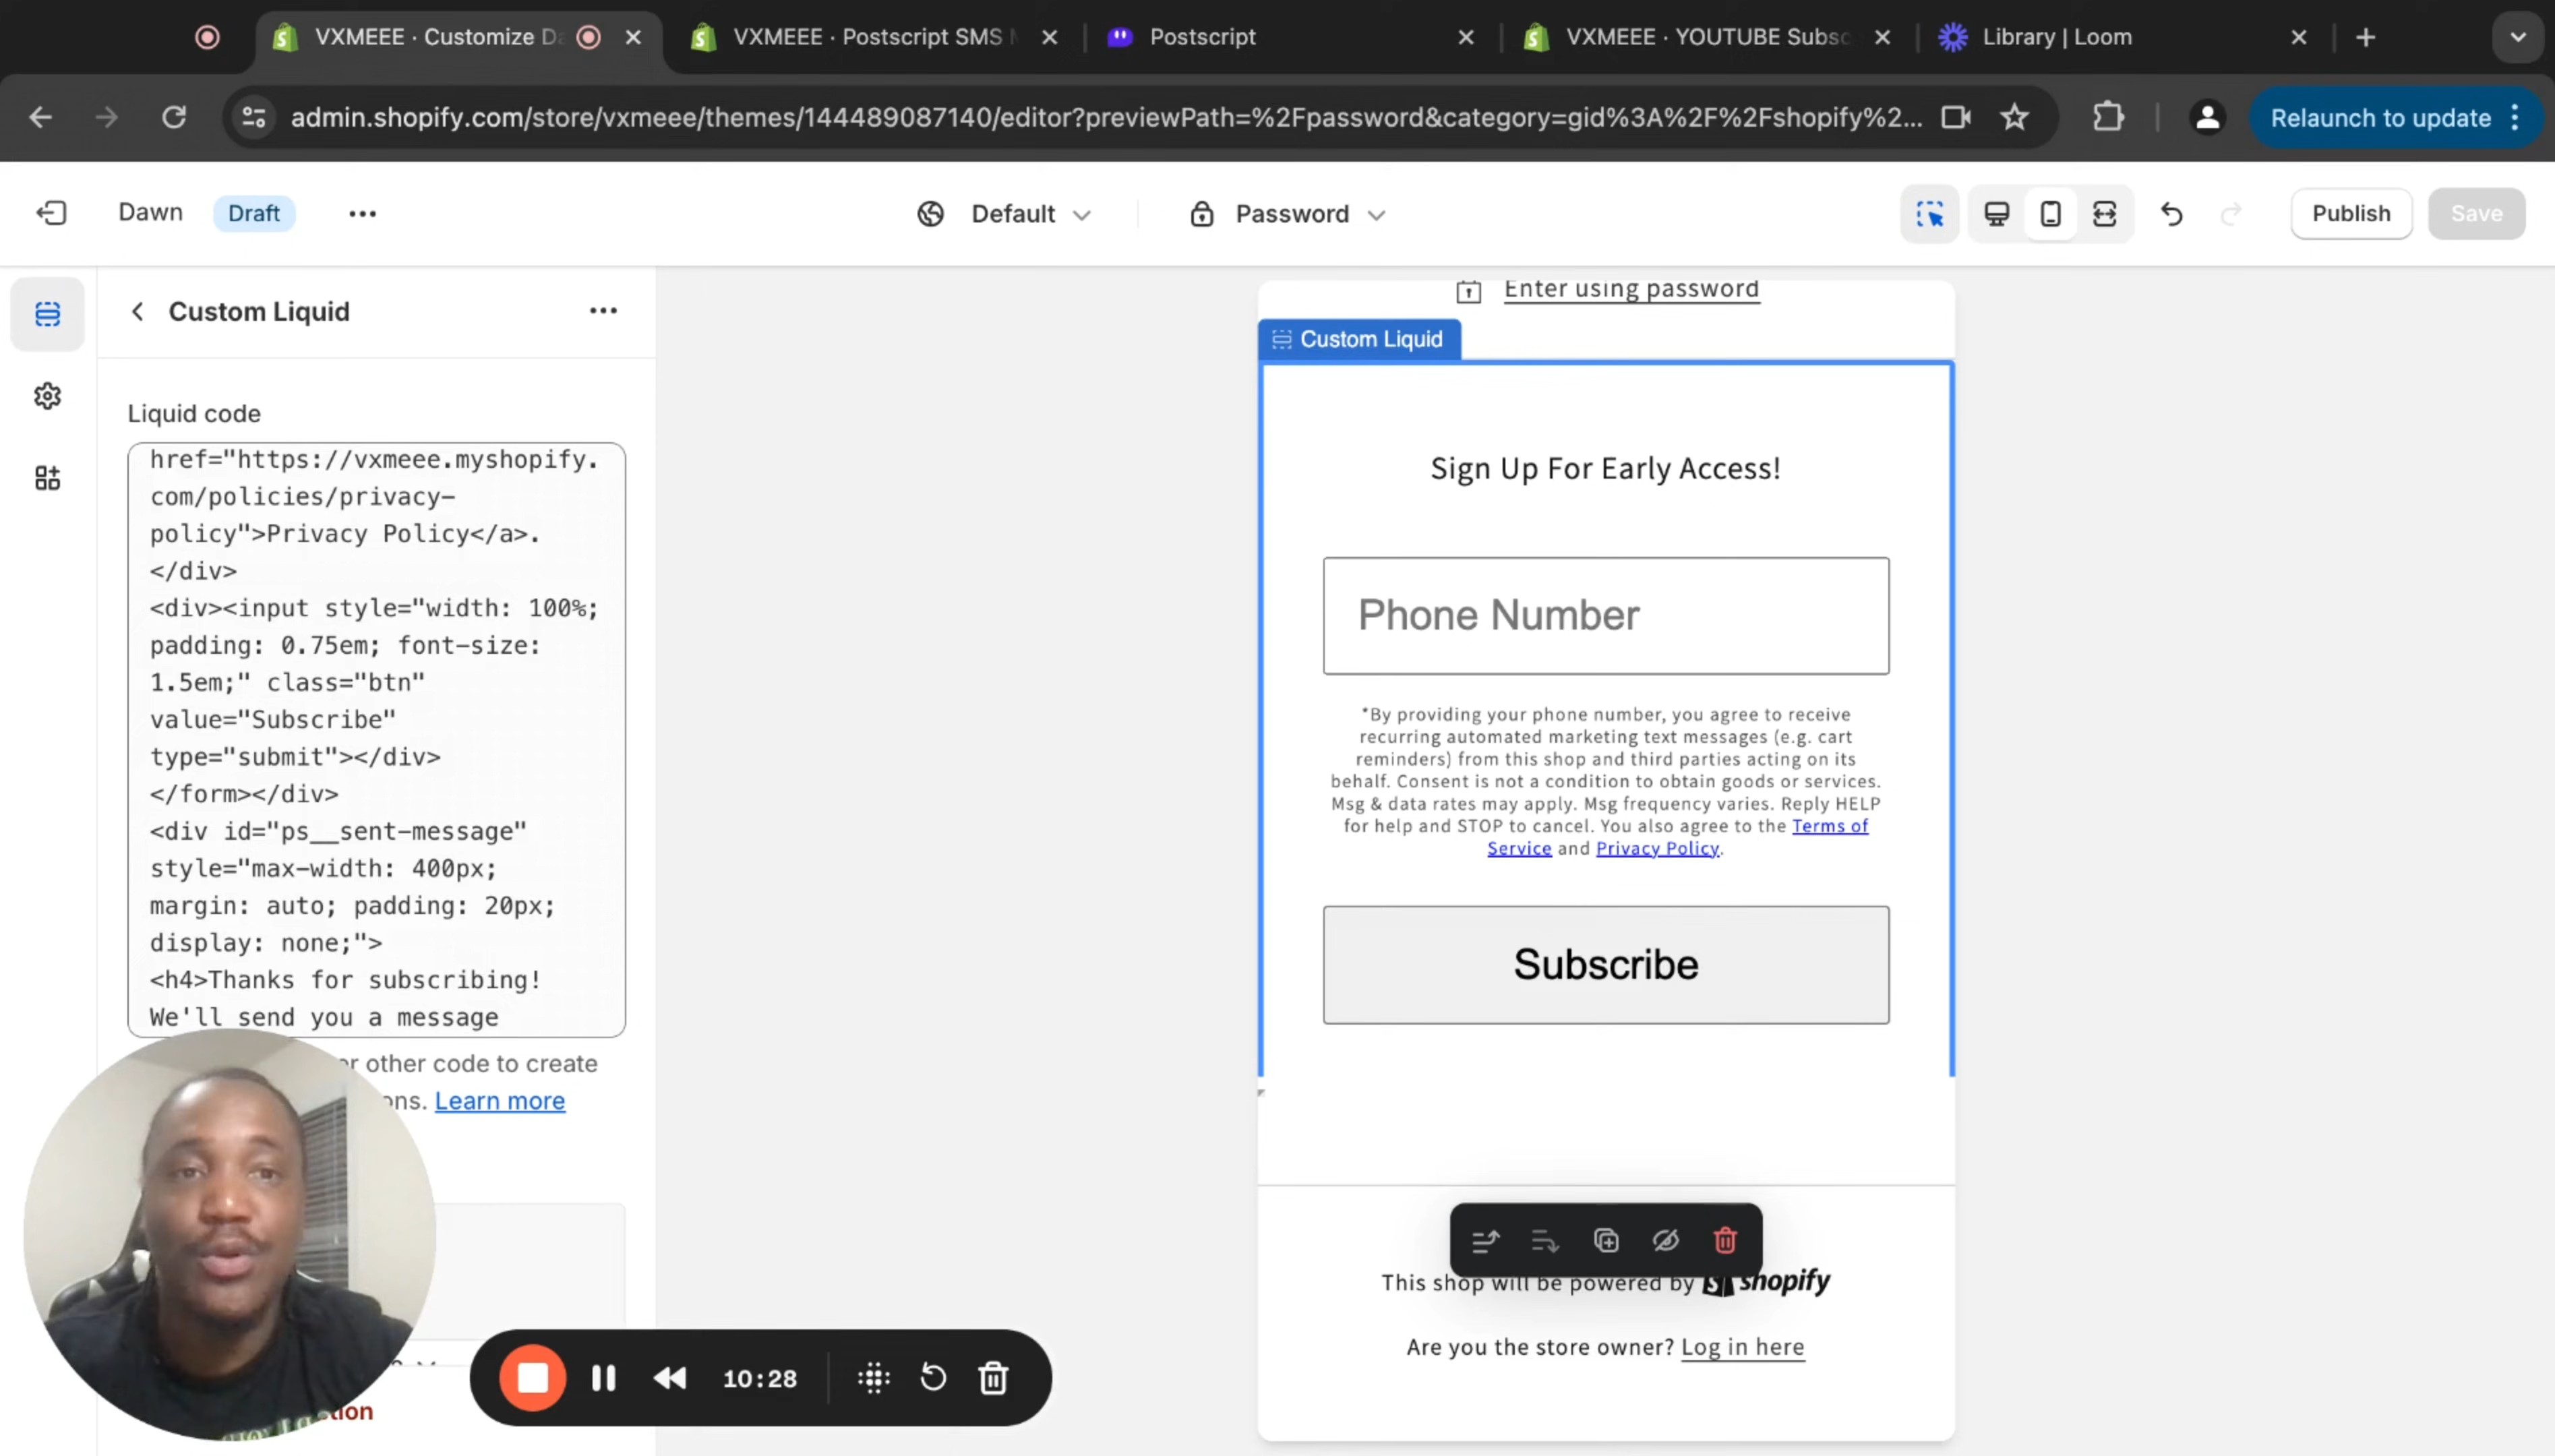 VXMEEE · Customize Da
VXMEEE · Postscript SMS M
Postscript
VXMEEE · YOUTUBE Subsc
Library | Loom
admin.shopify.com/store/vxmeee/themes/144489087140/editor?previewPath=%2Fpassword&category=gid%3A%2F%2Fshopify%2...
Relaunch to update
Dawn
Draft
Default
Password
Publish
Save
Custom Liquid
Liquid code
href="https://vxmeee.myshopify.
com/policies/privacy-
policy">Privacy Policy</a>.
</div>
<div><input style="width: 100%;
padding: 0.75em; font-size:
1.5em;" class="btn"
value="Subscribe"
type="submit"></div>
</form></div>
<div id="ps__sent-message"
style="max-width: 400px;
margin: auto; padding: 20px;
display: none;">
<h4>Thanks for subscribing!
We'll send you a message
or other code to create
ons. Learn more
10:28
Enter using password
Custom Liquid
Sign Up For Early Access!
Phone Number
*By providing your phone number, you agree to receive
recurring automated marketing text messages (e.g. cart
reminders) from this shop and third parties acting on its
behalf. Consent is not a condition to obtain goods or services.
Msg & data rates may apply. Msg frequency varies. Reply HELP
for help and STOP to cancel. You also agree to the Terms of
Service and Privacy Policy.
Subscribe
This shop will be powered by shopify
Are you the store owner? Log in here